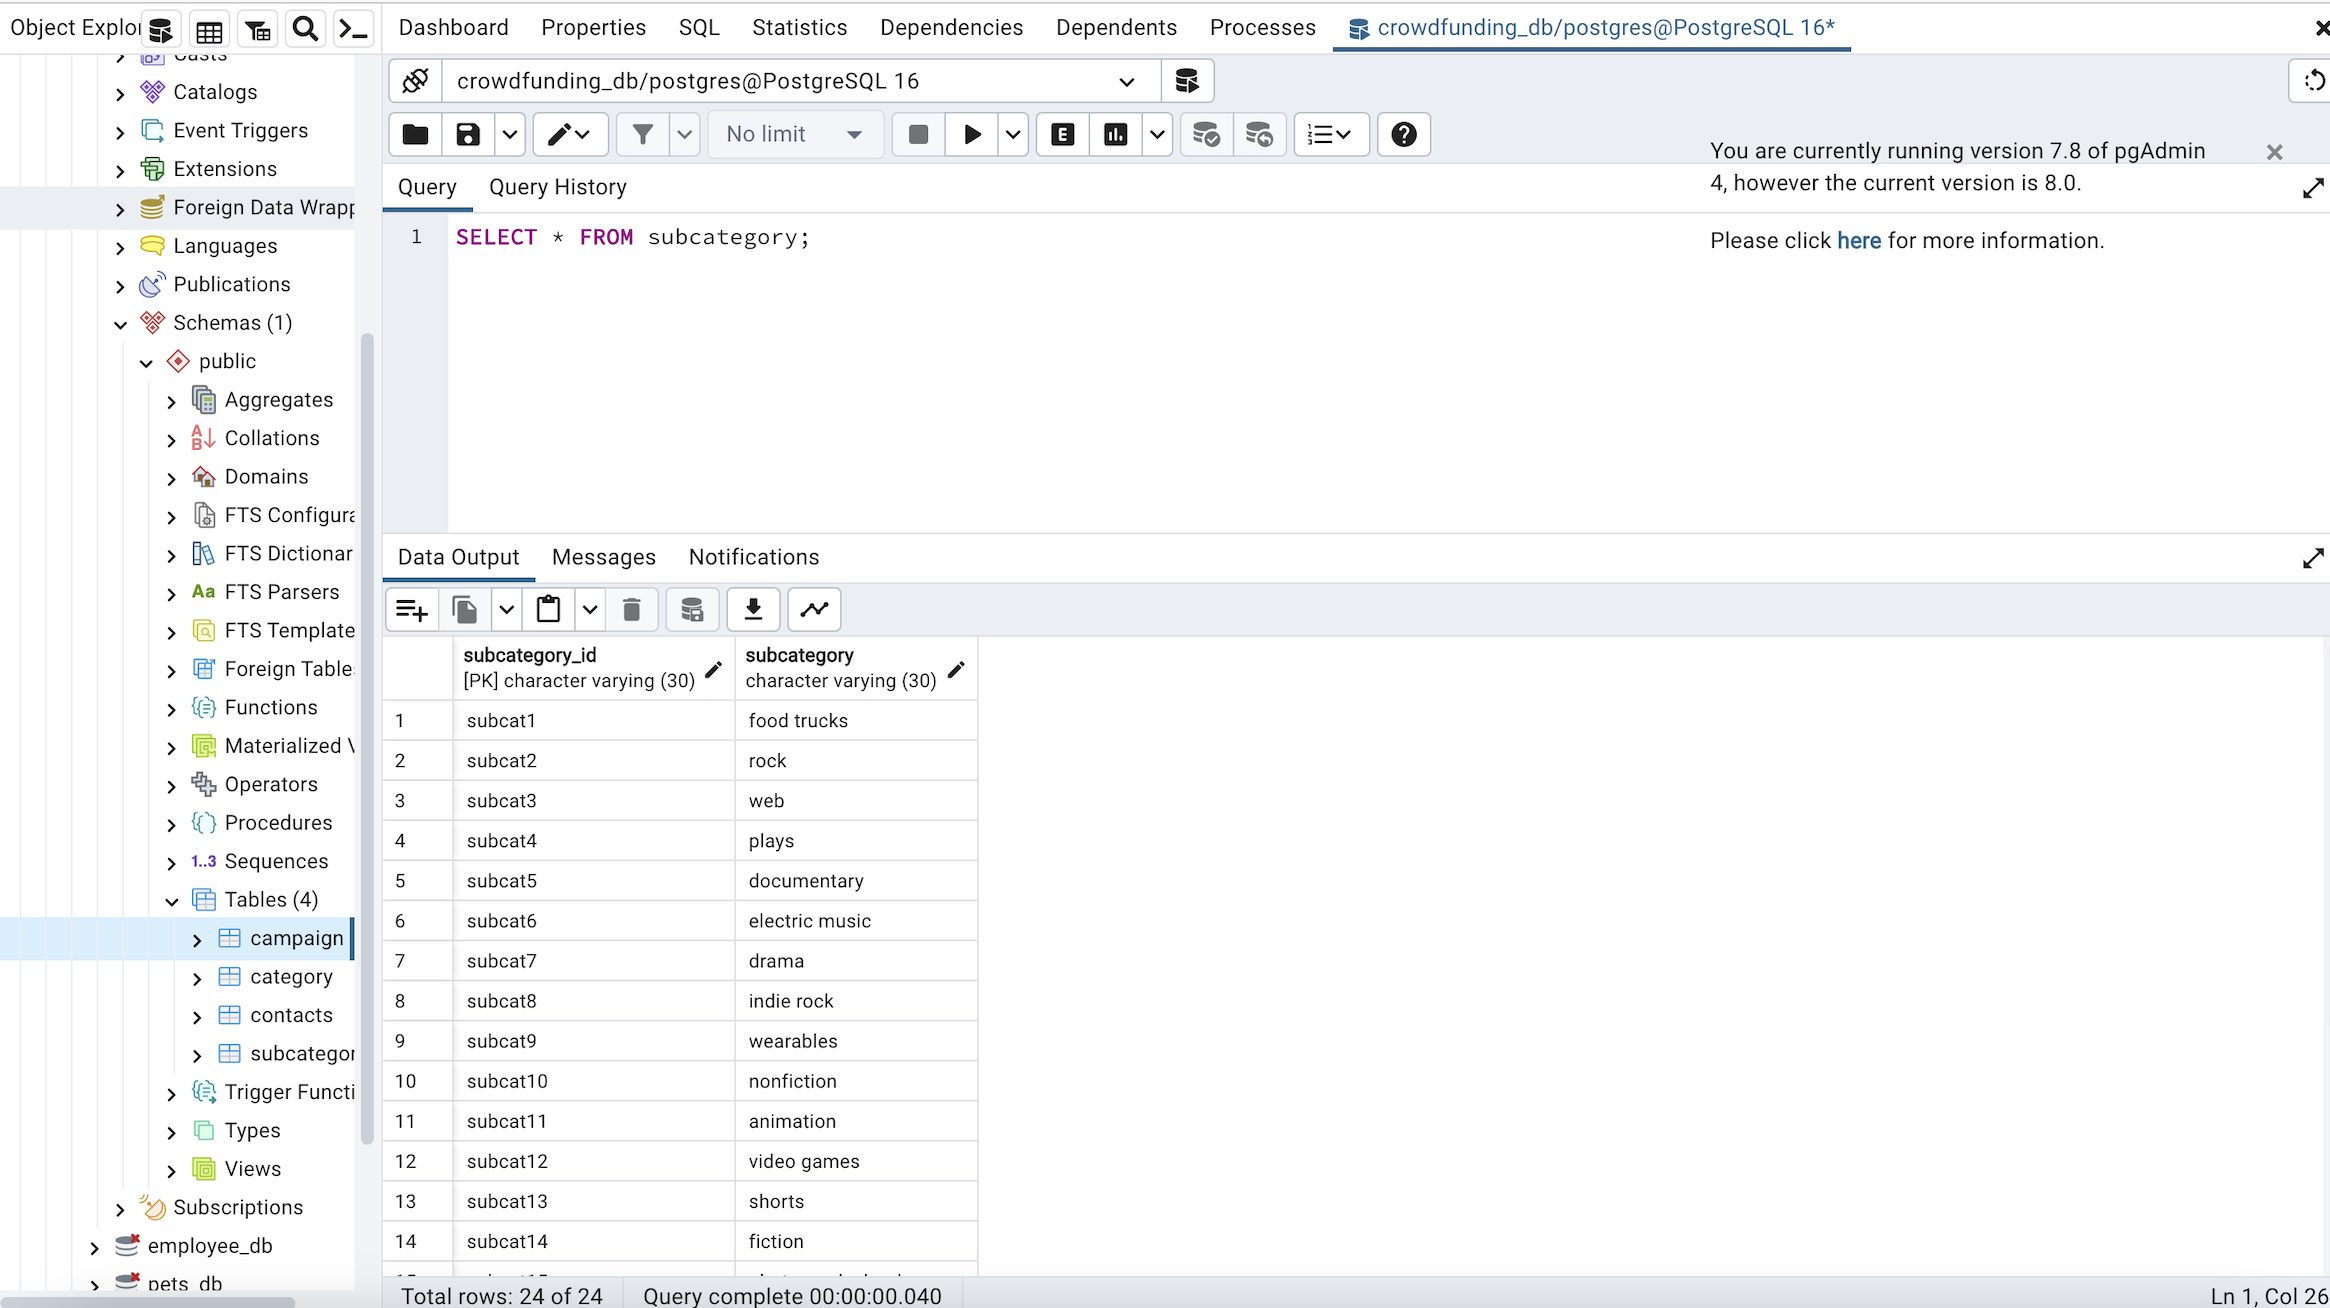 Object Explo
Dashboard
Properties
SQL
Statistics
Dependencies
Dependents
Processes
crowdfunding_db/postgres@PostgreSQL 16*
Casts
Catalogs
Event Triggers
Extensions
Foreign Data Wrapp
Languages
Publications
Schemas (1)
public
Aggregates
Collations
Domains
FTS Configura
FTS Dictionar
Aa FTS Parsers
FTS Template
Foreign Table
Functions
Materialized V
Operators
Procedures
1..3 Sequences
Tables (4)
campaign
category
contacts
subcategor
Trigger Functi
Types
Views
Subscriptions
employee_db
pets_db
crowdfunding_db/postgres@PostgreSQL 16
No limit
E
You are currently running version 7.8 of pgAdmin
4, however the current version is 8.0.
Please click here for more information.
Query
Query History
1 SELECT * FROM subcategory;
Data Output
Messages
Notifications
subcategory_id
[PK] character varying (30)
subcategory
character varying (30)
1 subcat1 food trucks
2 subcat2 rock
3 subcat3 web
4 subcat4 plays
5 subcat5 documentary
6 subcat6 electric music
7 subcat7 drama
8 subcat8 indie rock
9 subcat9 wearables
10 subcat10 nonfiction
11 subcat11 animation
12 subcat12 video games
13 subcat13 shorts
14 subcat14 fiction
Total rows: 24 of 24
Query complete 00:00:00.040
Ln 1, Col 26